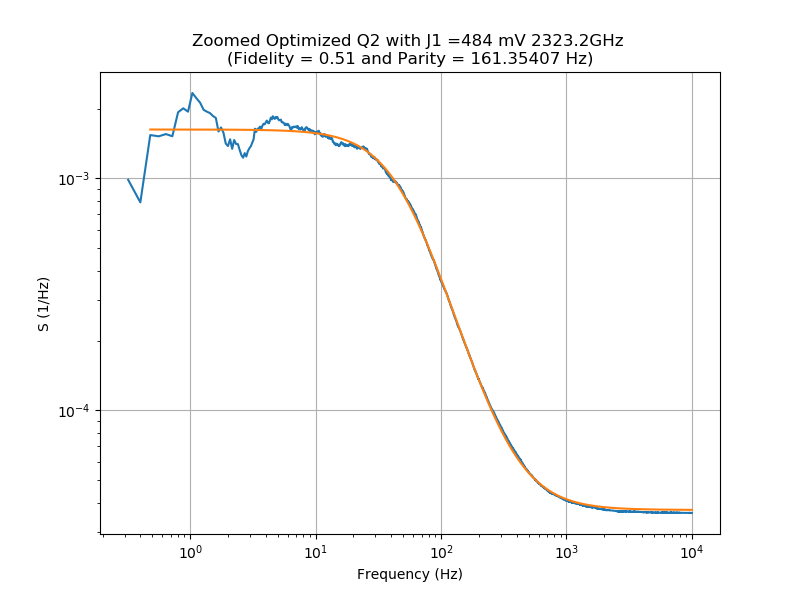 Zoomed Optimized Q2 with J1 =484 mV 2323.2GHz
(Fidelity = 0.51 and Parity = 161.35407 Hz)
S (1/Hz)
10⁻³
10⁻⁴
10⁰ 10¹ 10² 10³ 10⁴
Frequency (Hz)